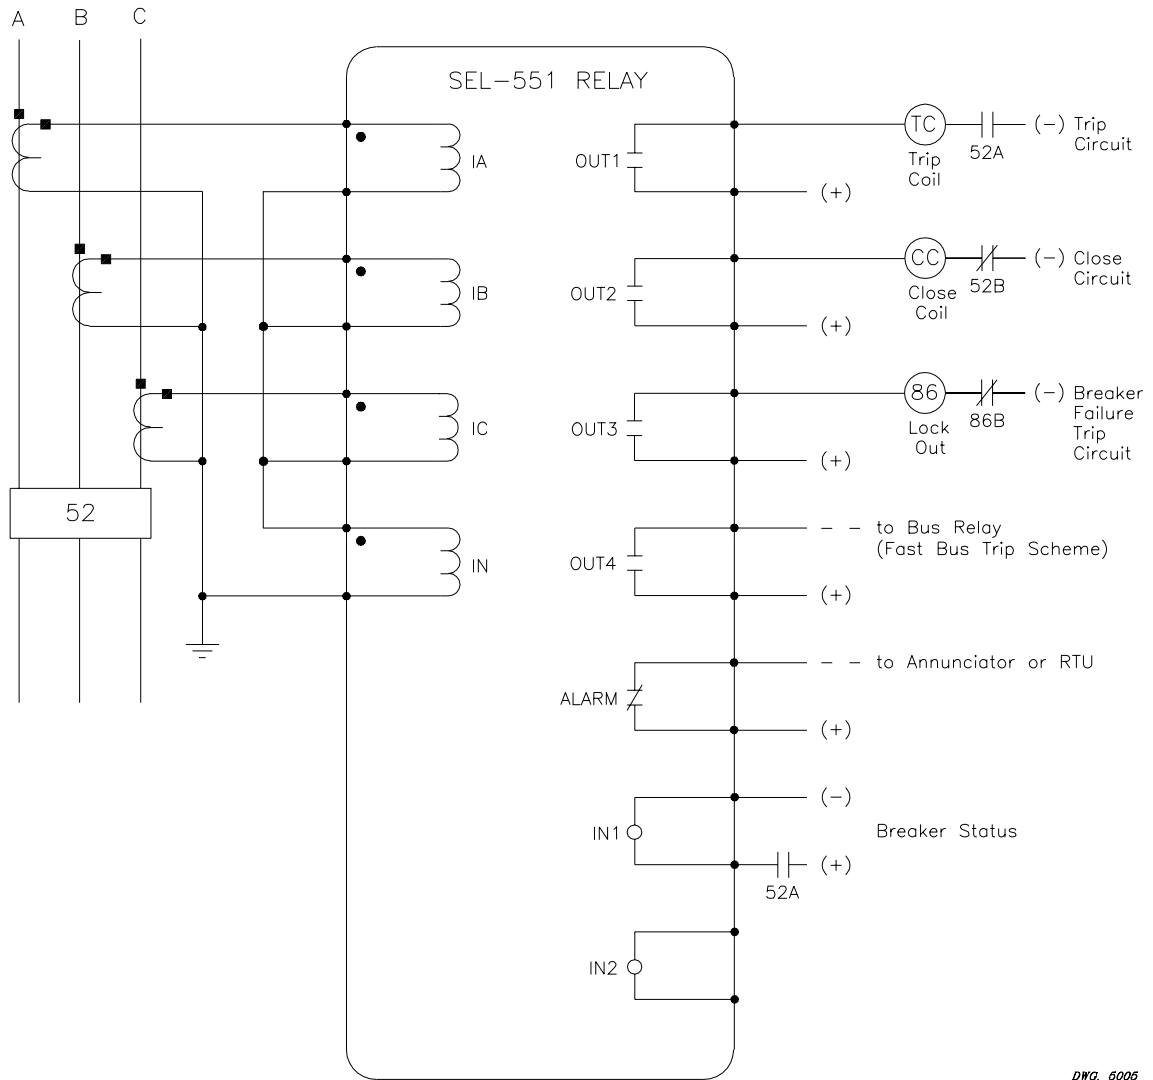 A B C
SEL-551 RELAY
IA
OUT1
TC
Trip
Coil
52A
(-) Trip
Circuit
(+)
IB
OUT2
CC
Close
Coil
52B
(-) Close
Circuit
(+)
IC
OUT3
86
Lock
Out
86B
(-) Breaker
Failure
Trip
Circuit
(+)
52
IN
OUT4
to Bus Relay
(Fast Bus Trip Scheme)
(+)
ALARM
to Annunciator or RTU
(+)
IN1
(-)
Breaker Status
52A
(+)
IN2
DWG. 5005